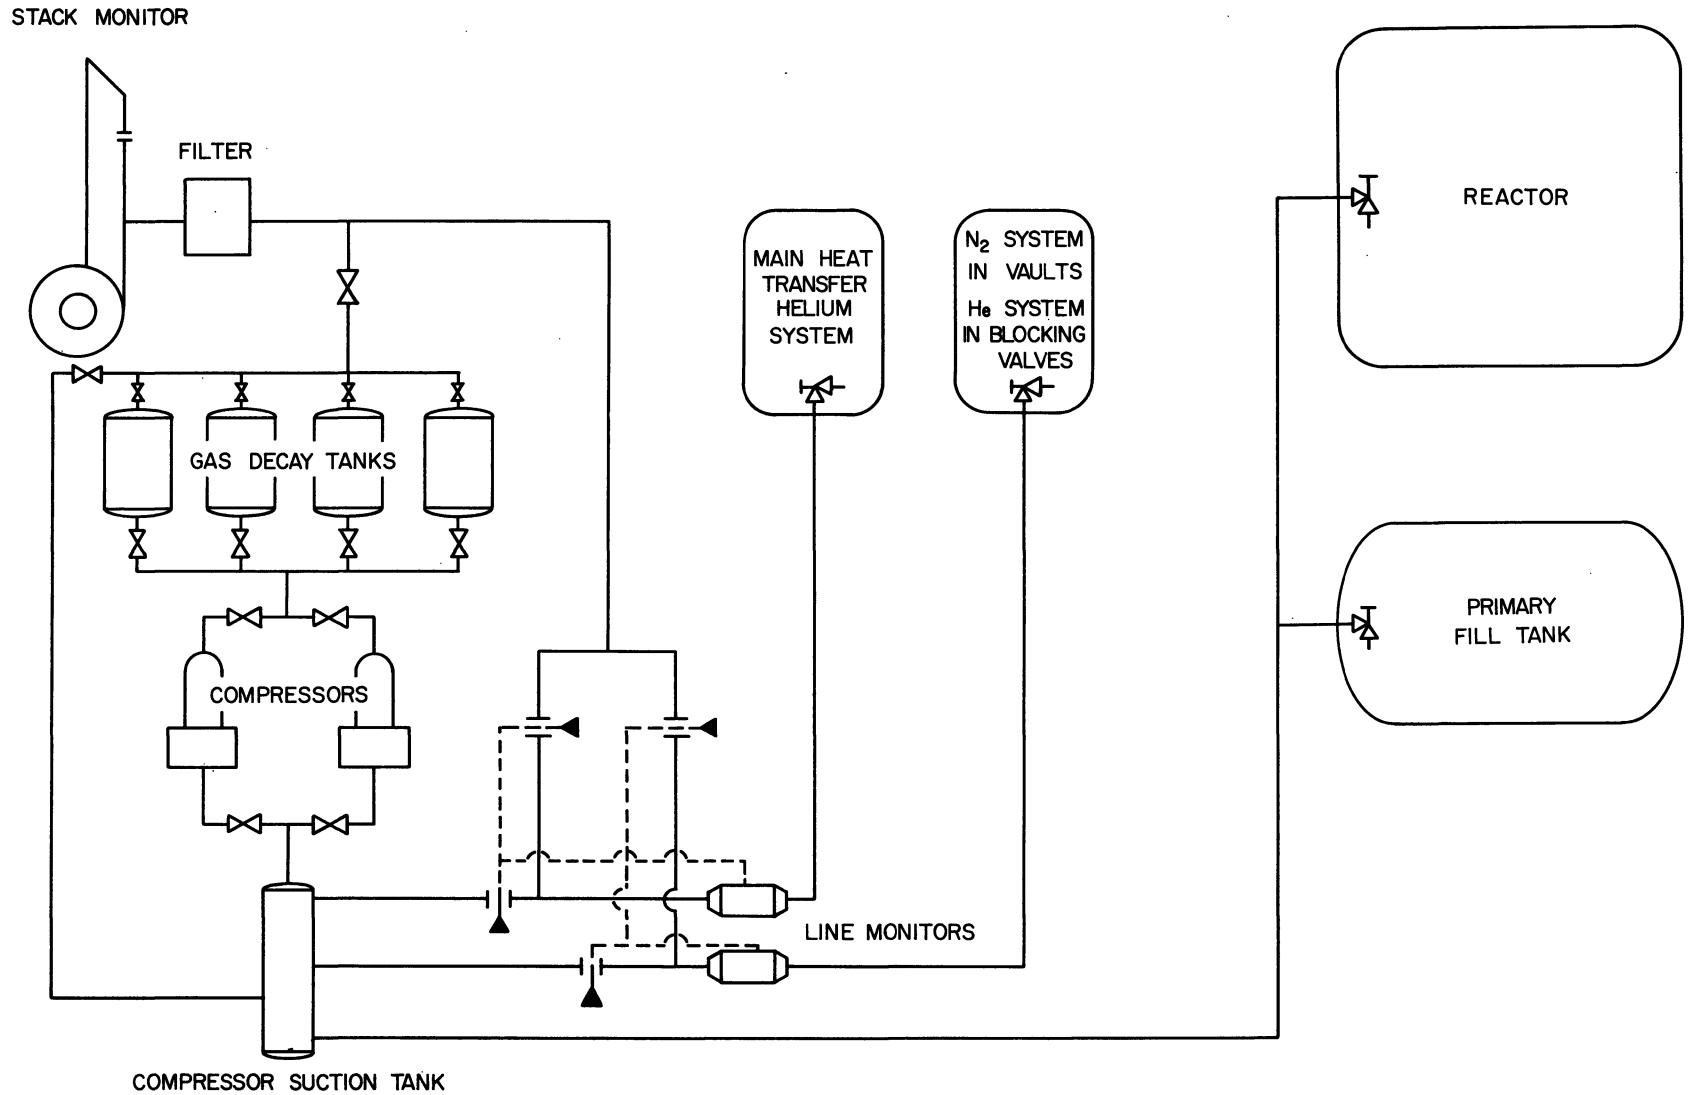 STACK MONITOR
FILTER
MAIN HEAT
TRANSFER
HELIUM
SYSTEM
N₂ SYSTEM
IN VAULTS
He SYSTEM
IN BLOCKING
VALVES
REACTOR
GAS DECAY TANKS
PRIMARY
FILL TANK
COMPRESSORS
LINE MONITORS
COMPRESSOR SUCTION TANK